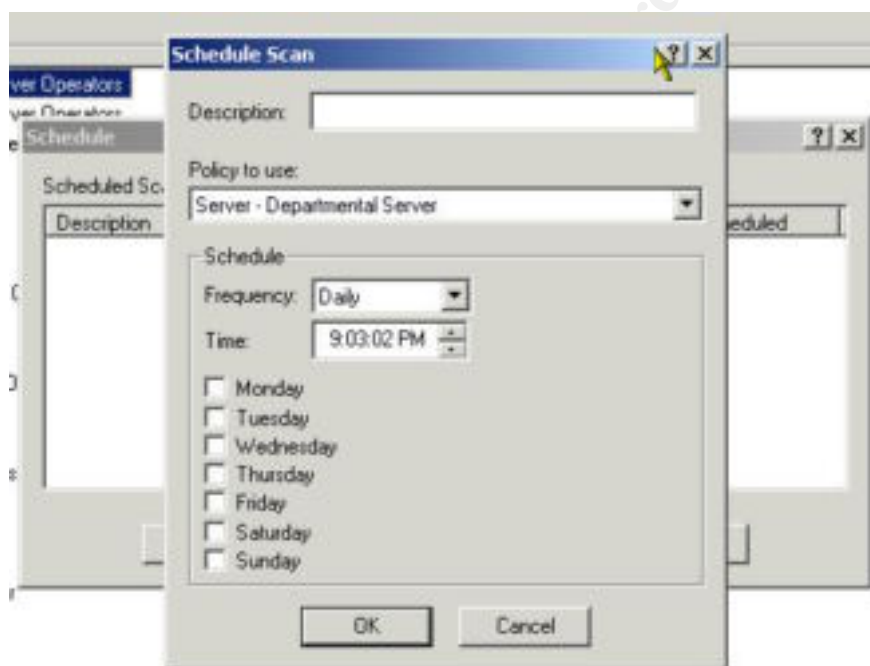 Schedule Scan
ver Operators
Description:
Schedule
Policy to use:
Scheduled Sc
Server - Departmental Server
Description
eduled
Schedule
Frequency: Daily
Time: 9:03:02 PM
Monday
Tuesday
Wednesday
Thursday
Friday
Saturday
Sunday
OK
Cancel